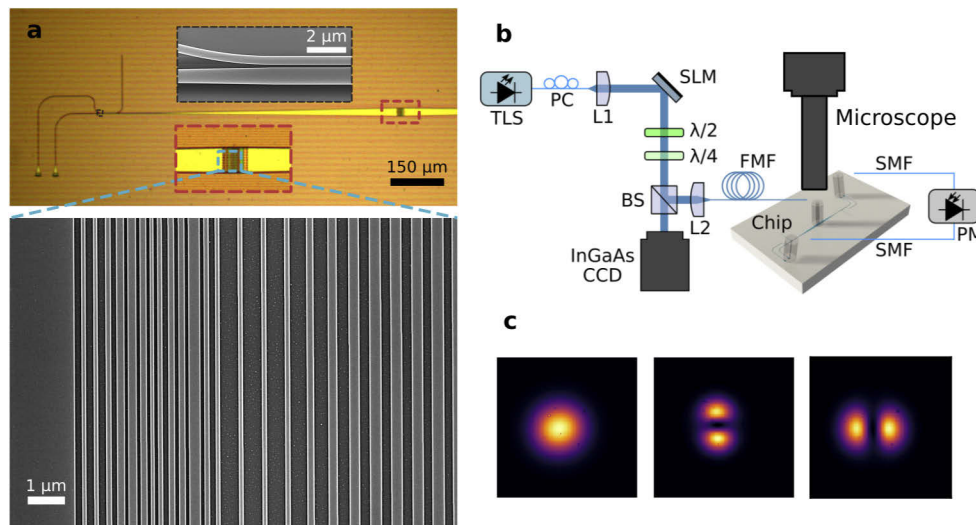 a
2 µm
150 µm
1 µm
b
TLS
PC
L1
SLM
λ/2
λ/4
BS
L2
FMF
InGaAs
CCD
Microscope
Chip
SMF
SMF
PM
c